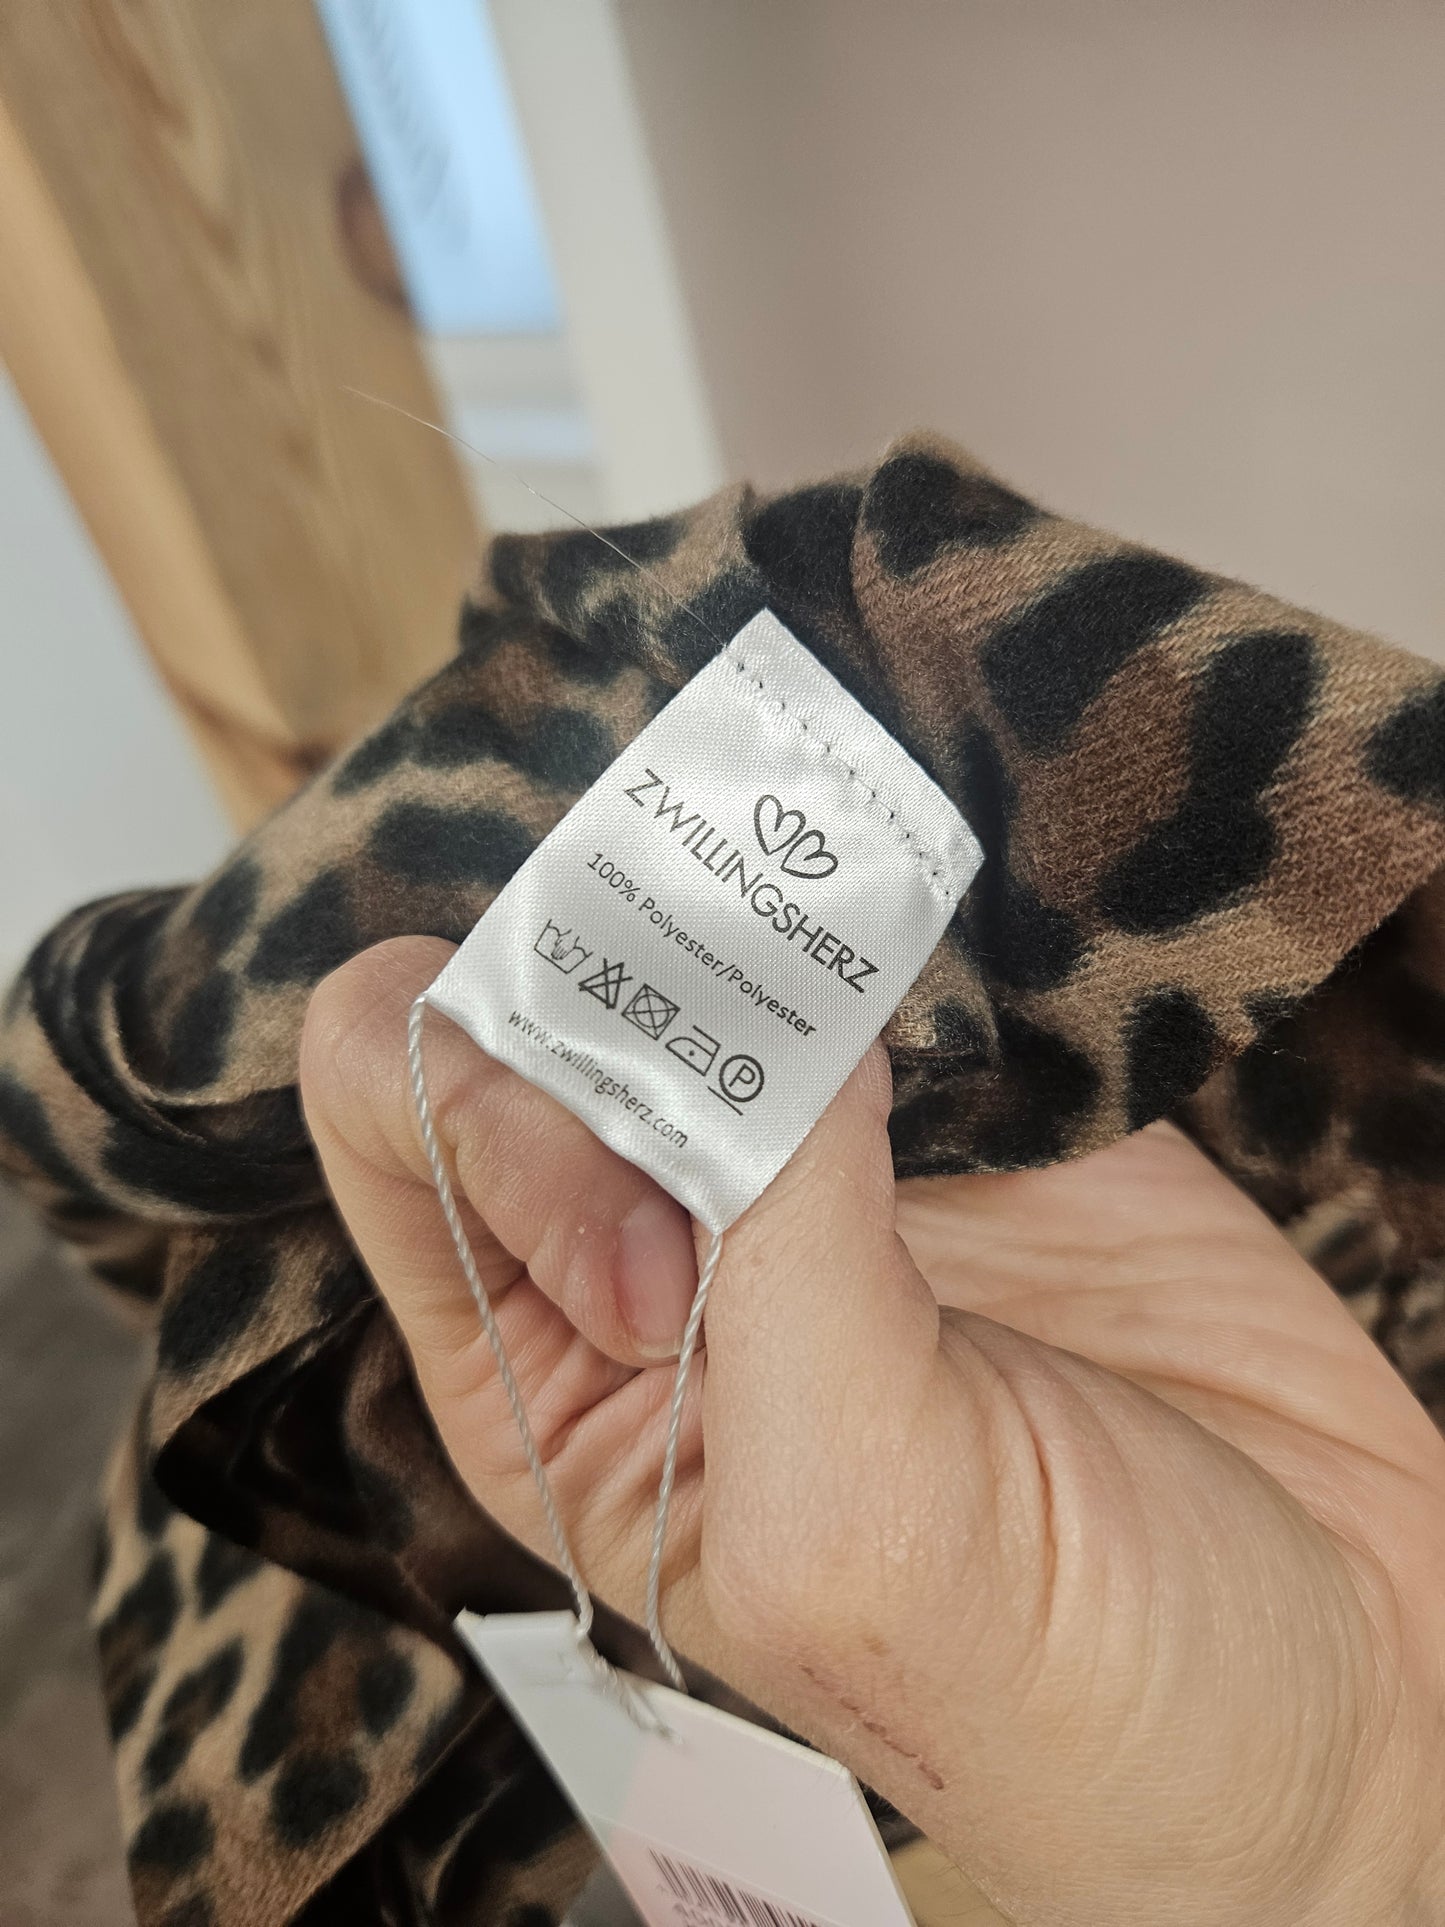 ZWILLINGSHERZ
100% Polyester/Polyester
P
www.zwillingsherz.com